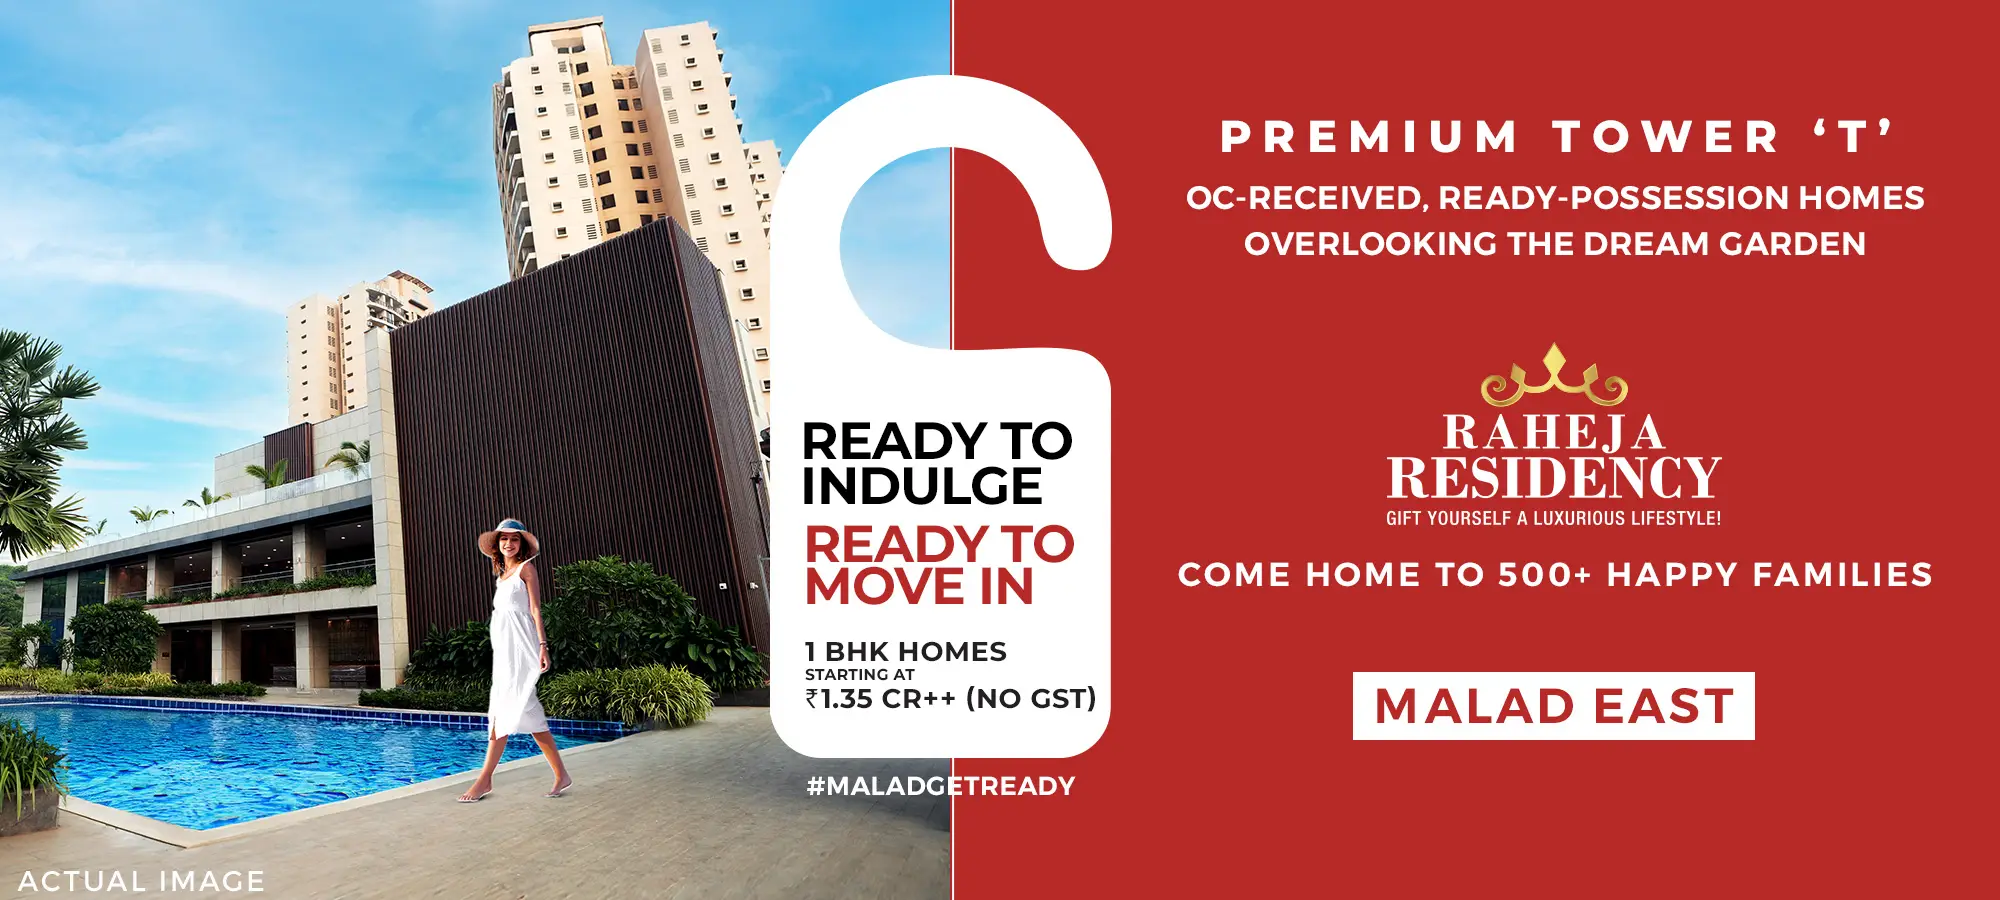 READY TO
INDULGE
READY TO
MOVE IN
1 BHK HOMES
STARTING AT
₹1.35 CR++ (NO GST)
#MALADGETREADY
ACTUAL IMAGE
PREMIUM TOWER ‘T’
OC-RECEIVED, READY-POSSESSION HOMES
OVERLOOKING THE DREAM GARDEN
RAHEJA
RESIDENCY
GIFT YOURSELF A LUXURIOUS LIFESTYLE!
COME HOME TO 500+ HAPPY FAMILIES
MALAD EAST